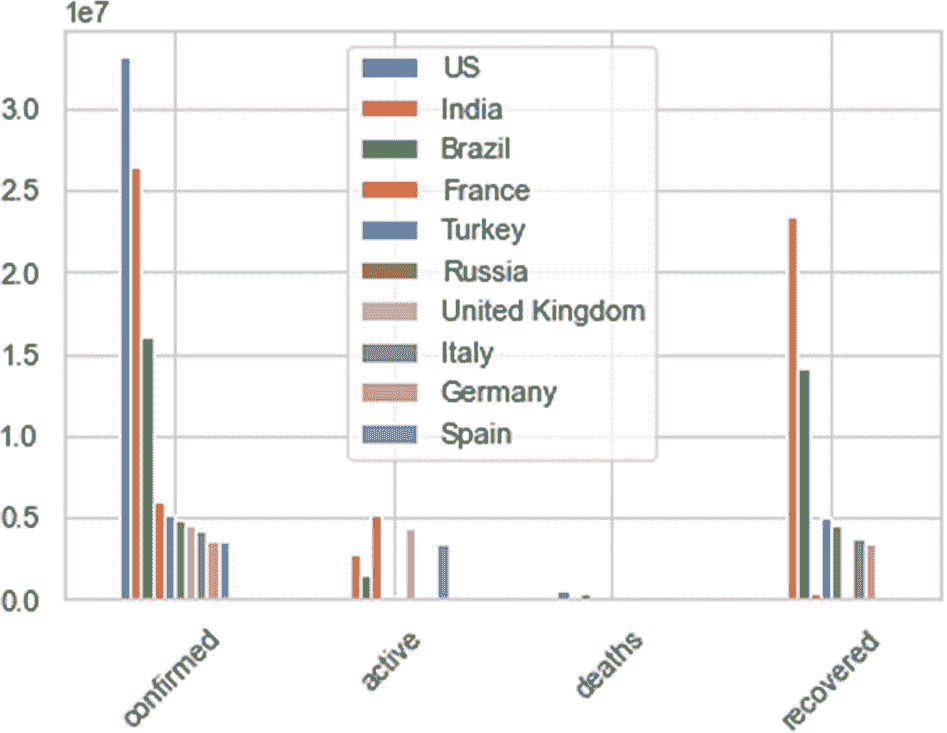 1e7
3.0
2.5
2.0
1.5
1.0
0.5
0.0
US
India
Brazil
France
Turkey
Russia
United Kingdom
Italy
Germany
Spain
confirmed
active
deaths
recovered